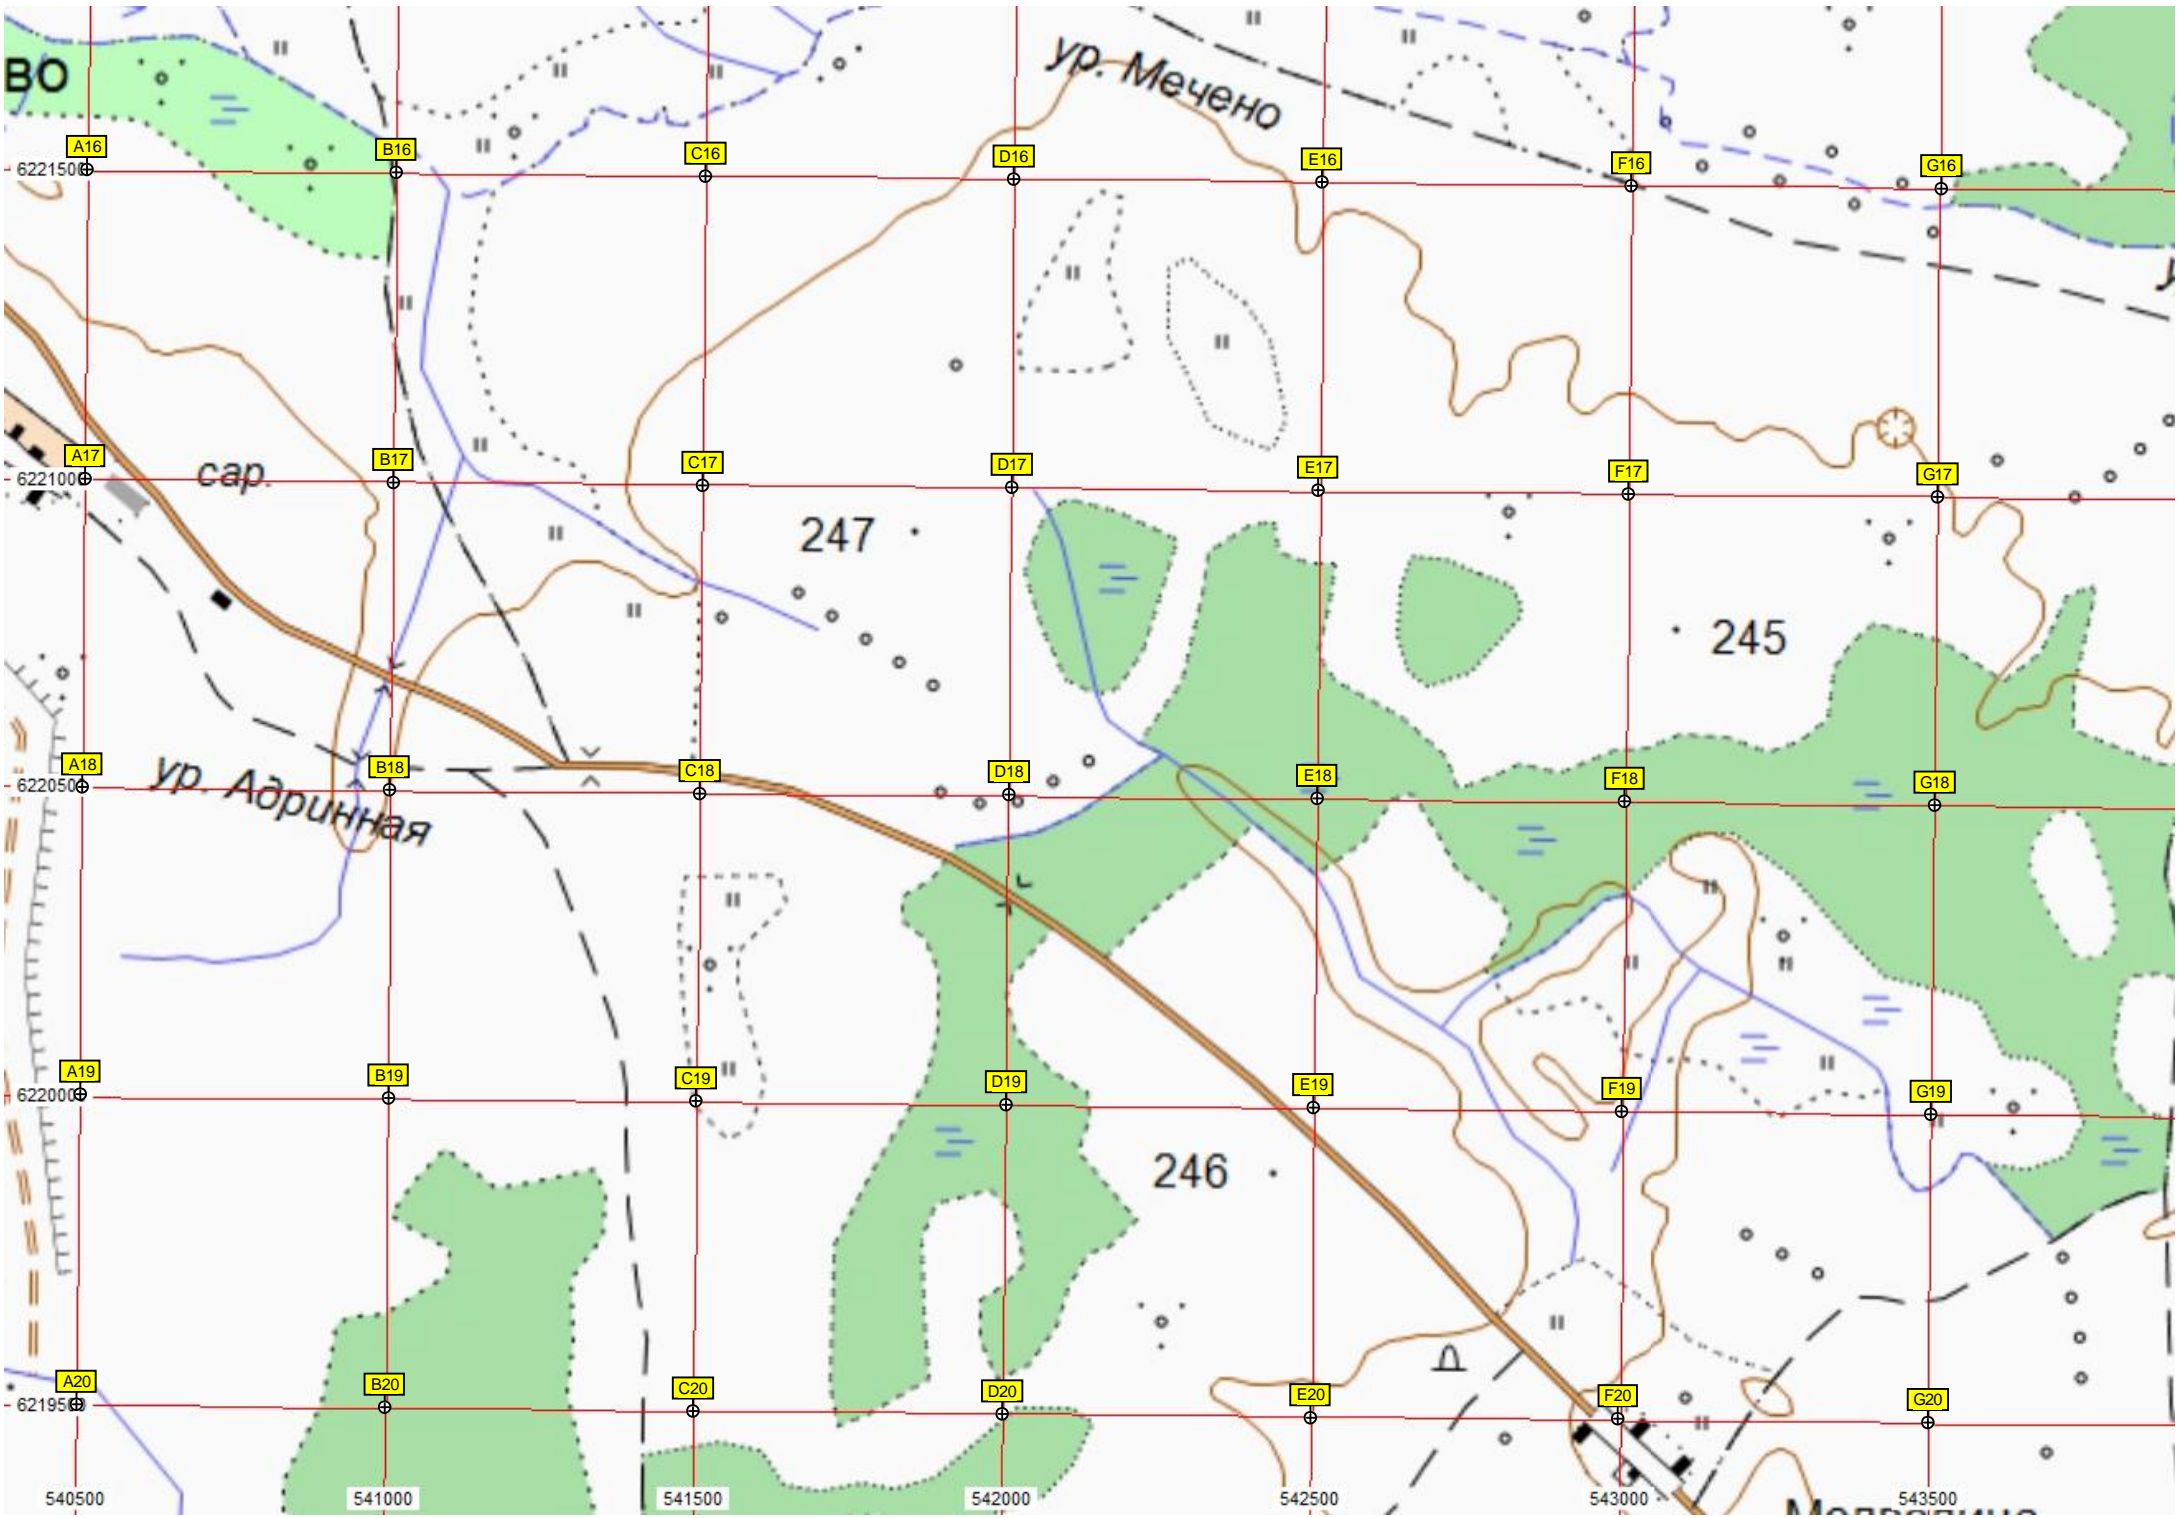 ВО
ур. Мечено
A16 B16 C16 D16 E16 F16 G16
6221500
сар.
A17 B17 C17 D17 E17 F17 G17
6221000
247
245
ур. Адринная
A18 B18 C18 D18 E18 F18 G18
6220500
A19 B19 C19 D19 E19 F19 G19
6220000
246
A20 B20 C20 D20 E20 F20 G20
6219500
540500 541000 541500 542000 542500 543000 543500